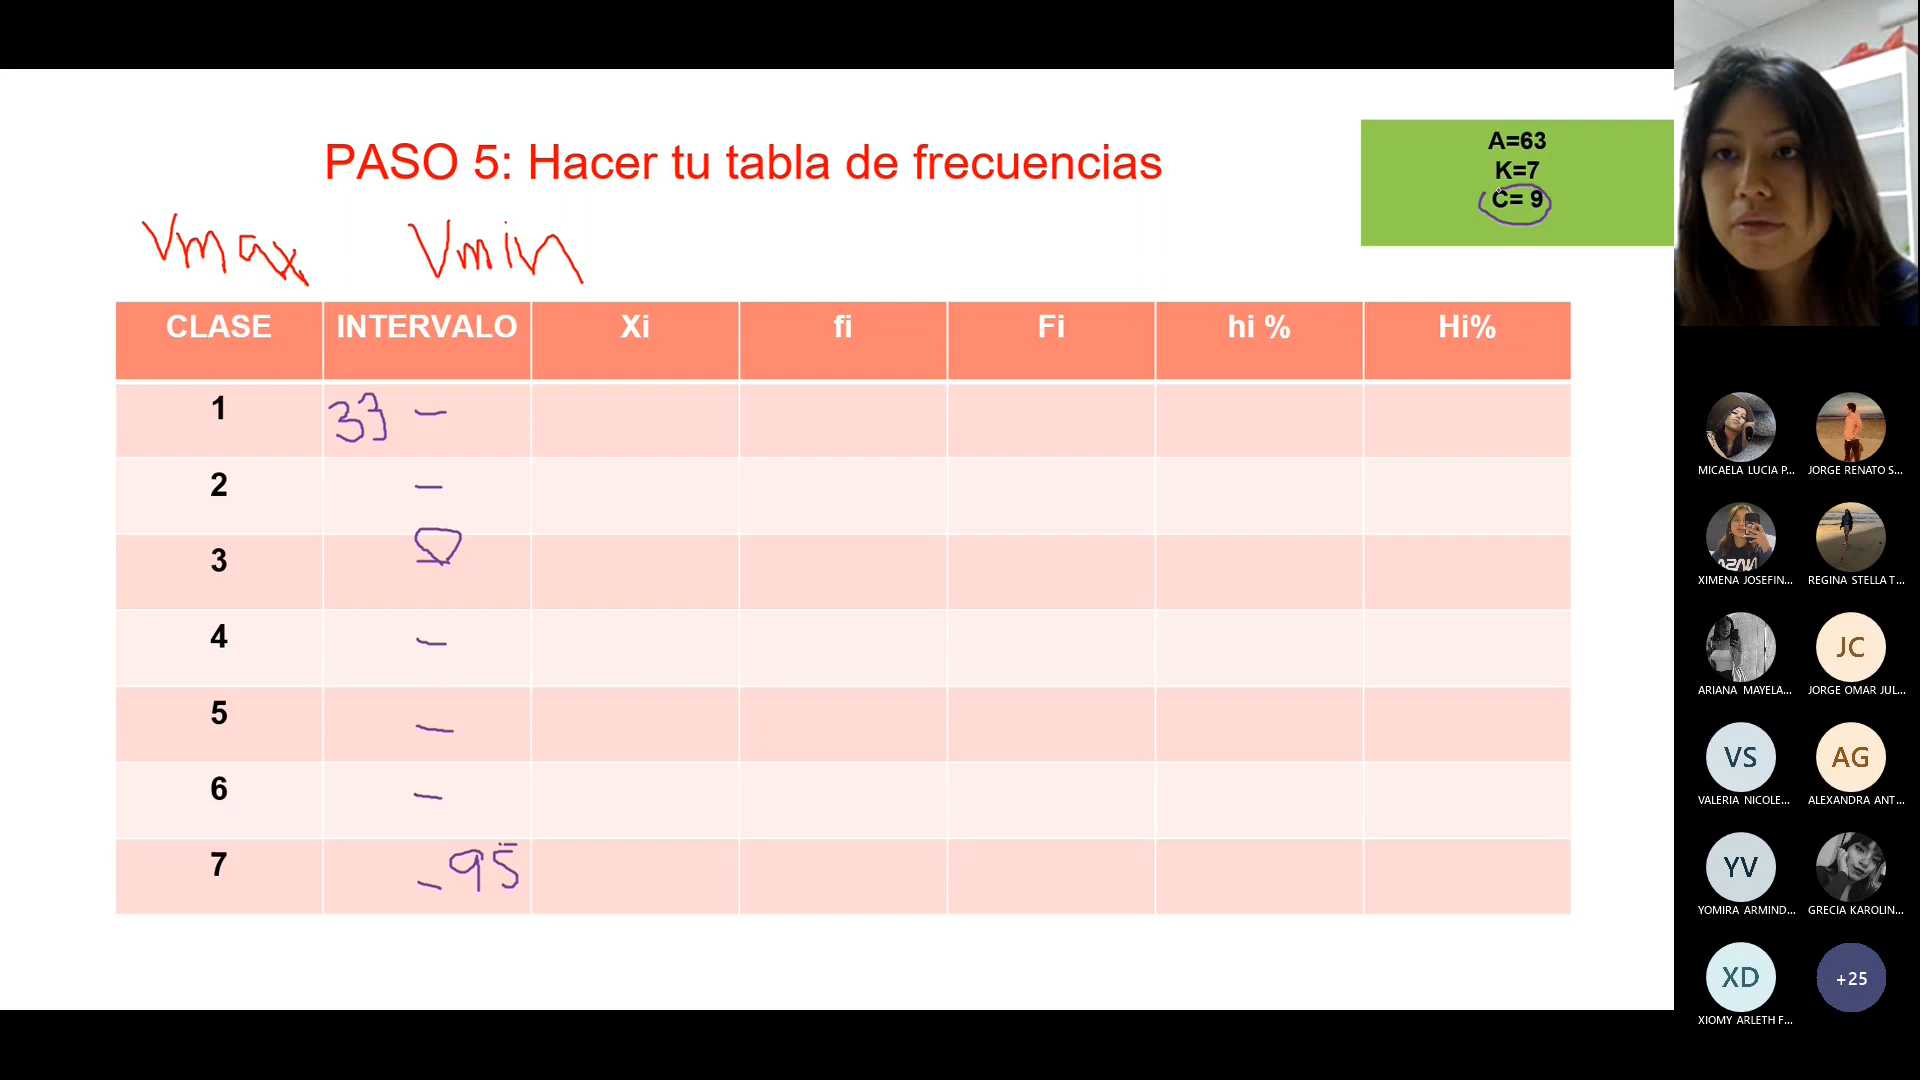 PASO 5: Hacer tu tabla de frecuencias
A=63
K=7
C= 9
Vmax Vmin
CLASE INTERVALO Xi fi Fi hi % Hi%
1 33 –
2 –
3 –
4 –
5 –
6 –
7 – 95
MICAELA LUCIA P... JORGE RENATO S...
XIMENA JOSEFIN... REGINA STELLA T...
JC
ARIANA MAYELA... JORGE OMAR JUL...
VS AG
VALERIA NICOLE... ALEXANDRA ANT...
YV
YOMIRA ARMIND... GRECIA KAROLIN...
XD +25
XIOMY ARLETH F...